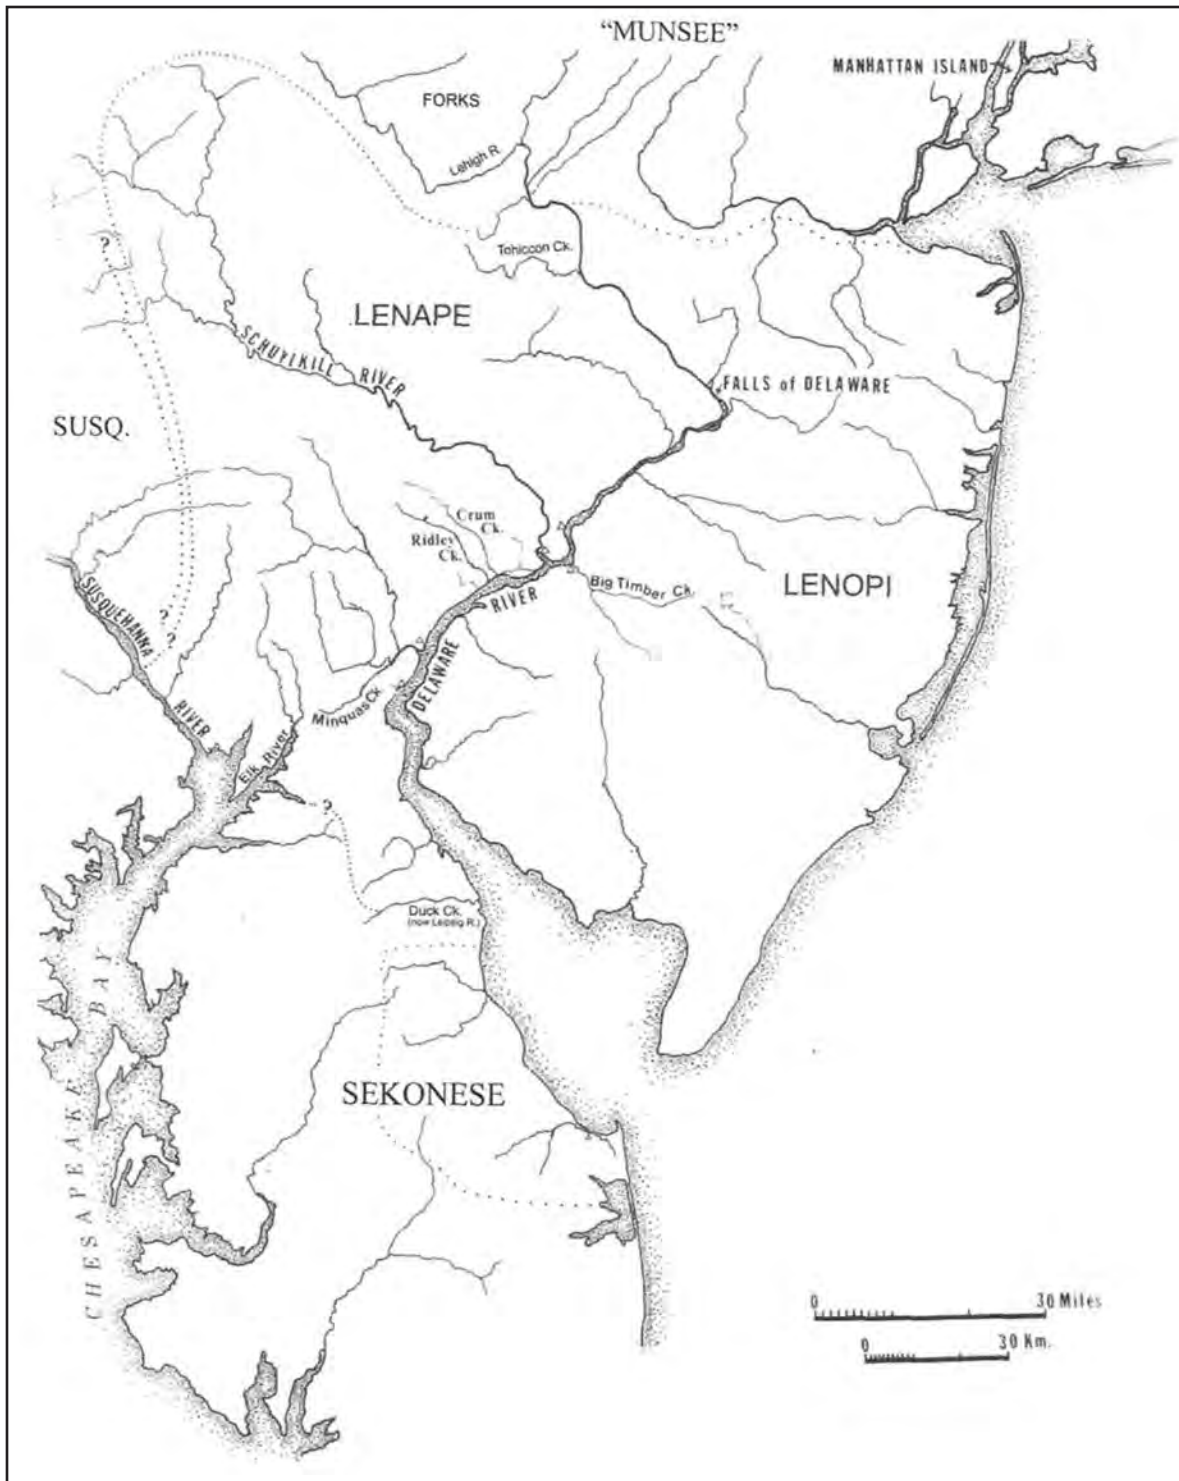 "MUNSEE"
MANHATTAN ISLAND
FORKS
Lehigh R.
Tohiccon Ck.
?
LENAPE
SCHUYLKILL RIVER
FALLS of DELAWARE
SUSQ.
Crum
Ck.
Ridley
Ck.
Big Timber Ck.
LENOPI
SUSQUEHANNA
RIVER
?
?
DELAWARE
RIVER
Minquas Ck.
Elk River
?
Duck Ck.
(now Leipsig R.)
CHESAPEAKE BAY
SEKONESE
0 30 Miles
0 30 Km.